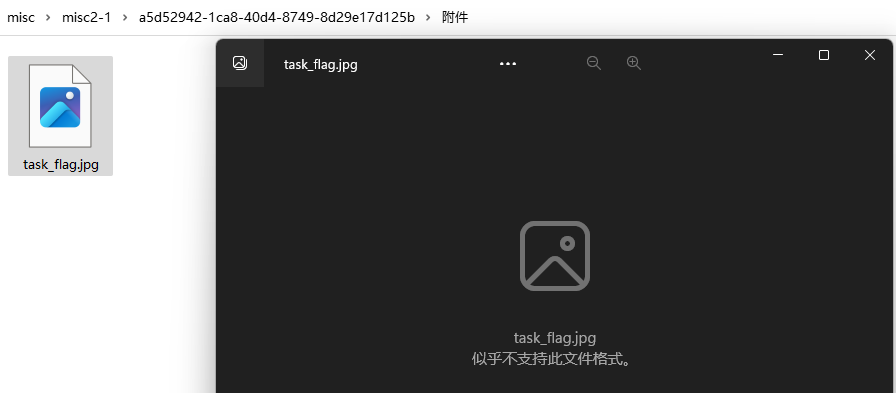 misc › misc2-1 › a5d52942-1ca8-40d4-8749-8d29e17d125b › 附件
task_flag.jpg
task_flag.jpg
task_flag.jpg
似乎不支持此文件格式。